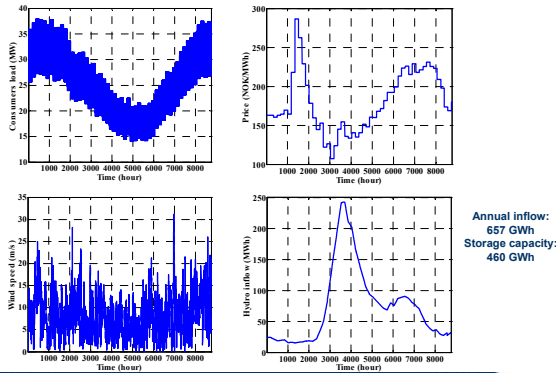 Consumers load (MW)
40
35
30
25
20
15
10
1000 2000 3000 4000 5000 6000 7000 8000
Time (hour)
Price (NOK/MWh)
300
250
200
150
100
1000 2000 3000 4000 5000 6000 7000 8000
Time (hour)
Wind speed (m/s)
35
30
25
20
15
10
5
0
0 1000 2000 3000 4000 5000 6000 7000 8000
Time (hour)
Hydro inflow (MWh)
250
200
150
100
50
0
1000 2000 3000 4000 5000 6000 7000 8000
Time (hour)
Annual inflow:
657 GWh
Storage capacity:
460 GWh